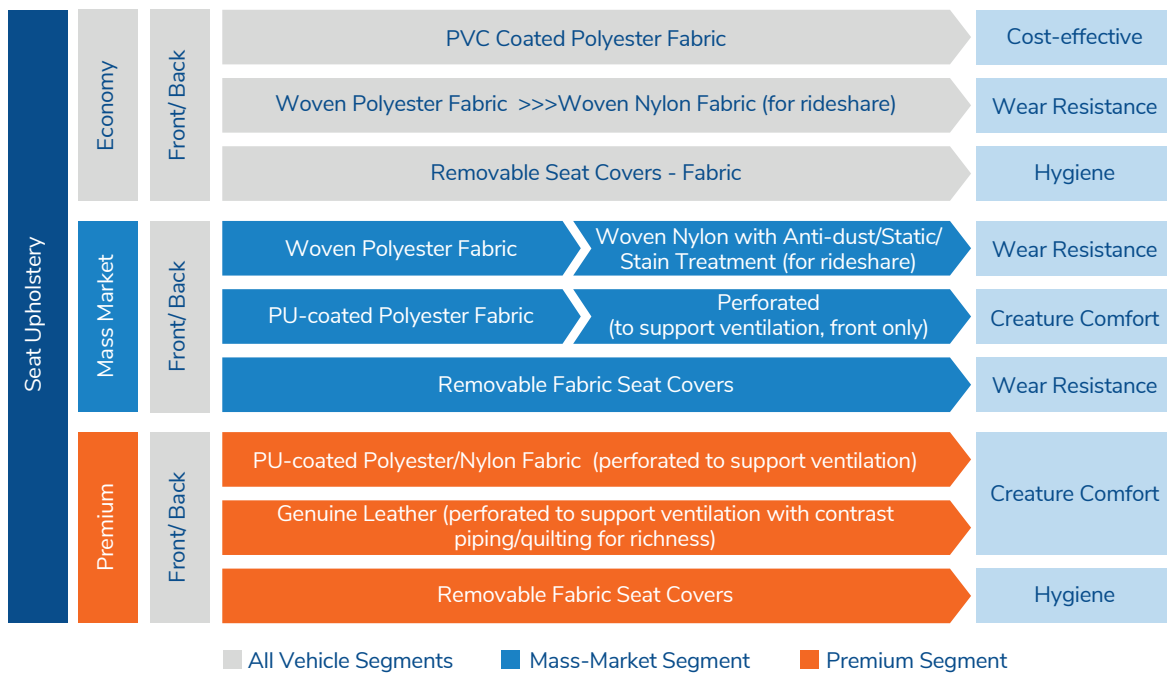 Seat Upholstery
Economy
Front/ Back
PVC Coated Polyester Fabric
Cost-effective
Woven Polyester Fabric >>>Woven Nylon Fabric (for rideshare)
Wear Resistance
Removable Seat Covers - Fabric
Hygiene
Mass Market
Front/ Back
Woven Polyester Fabric
Woven Nylon with Anti-dust/Static/
Stain Treatment (for rideshare)
Wear Resistance
PU-coated Polyester Fabric
Perforated
(to support ventilation, front only)
Creature Comfort
Removable Fabric Seat Covers
Wear Resistance
Premium
Front/ Back
PU-coated Polyester/Nylon Fabric (perforated to support ventilation)
Creature Comfort
Genuine Leather (perforated to support ventilation with contrast
piping/quilting for richness)
Removable Fabric Seat Covers
Hygiene
All Vehicle Segments
Mass-Market Segment
Premium Segment